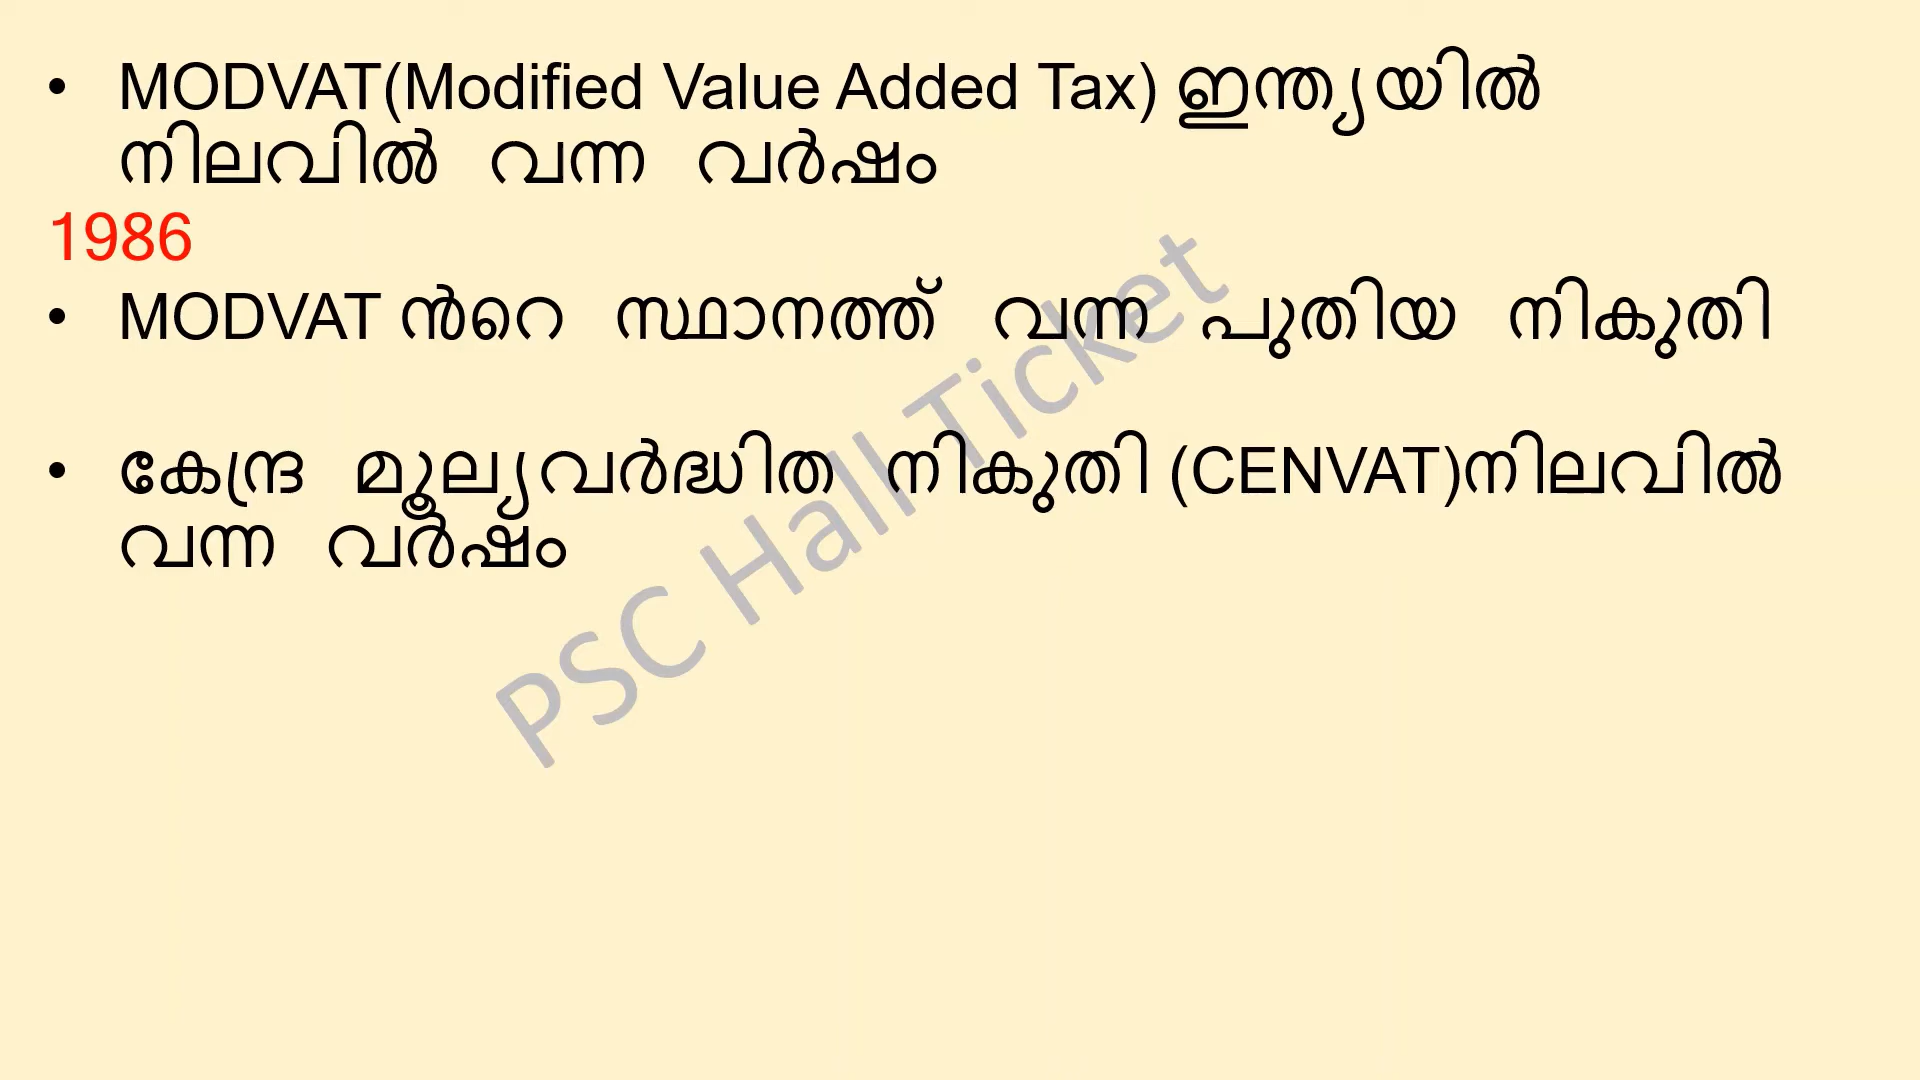 • MODVAT(Modified Value Added Tax) ഇന്ത്യയിൽ
നിലവിൽ വന്ന വർഷം
1986
• MODVAT ൻറെ സ്ഥാനത്ത് വന്ന പുതിയ നികുതി
• കേന്ദ്ര മൂല്യവർദ്ധിത നികുതി (CENVAT)നിലവിൽ
വന്ന വർഷം
PSC Hall Ticket